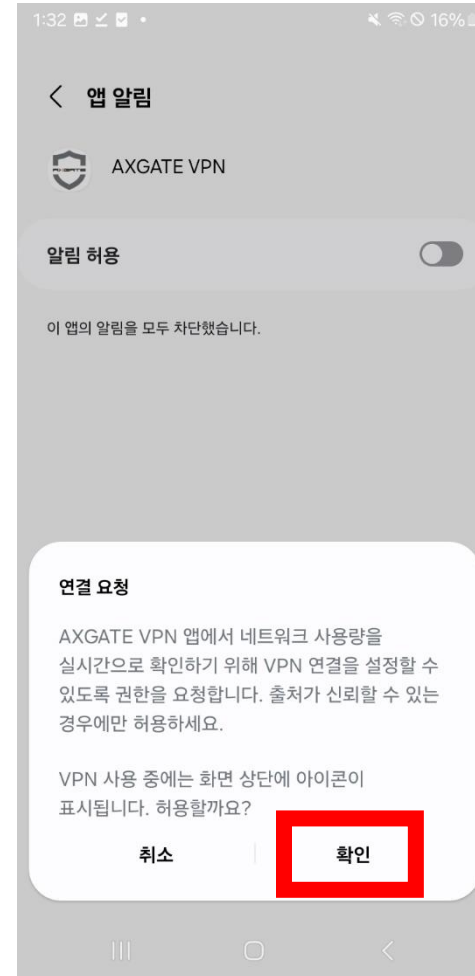 1:32
16%
앱 알림
AXGATE VPN
알림 허용
이 앱의 알림을 모두 차단했습니다.
연결 요청
AXGATE VPN 앱에서 네트워크 사용량을
실시간으로 확인하기 위해 VPN 연결을 설정할 수
있도록 권한을 요청합니다. 출처가 신뢰할 수 있는
경우에만 허용하세요.
VPN 사용 중에는 화면 상단에 아이콘이
표시됩니다. 허용할까요?
취소
확인